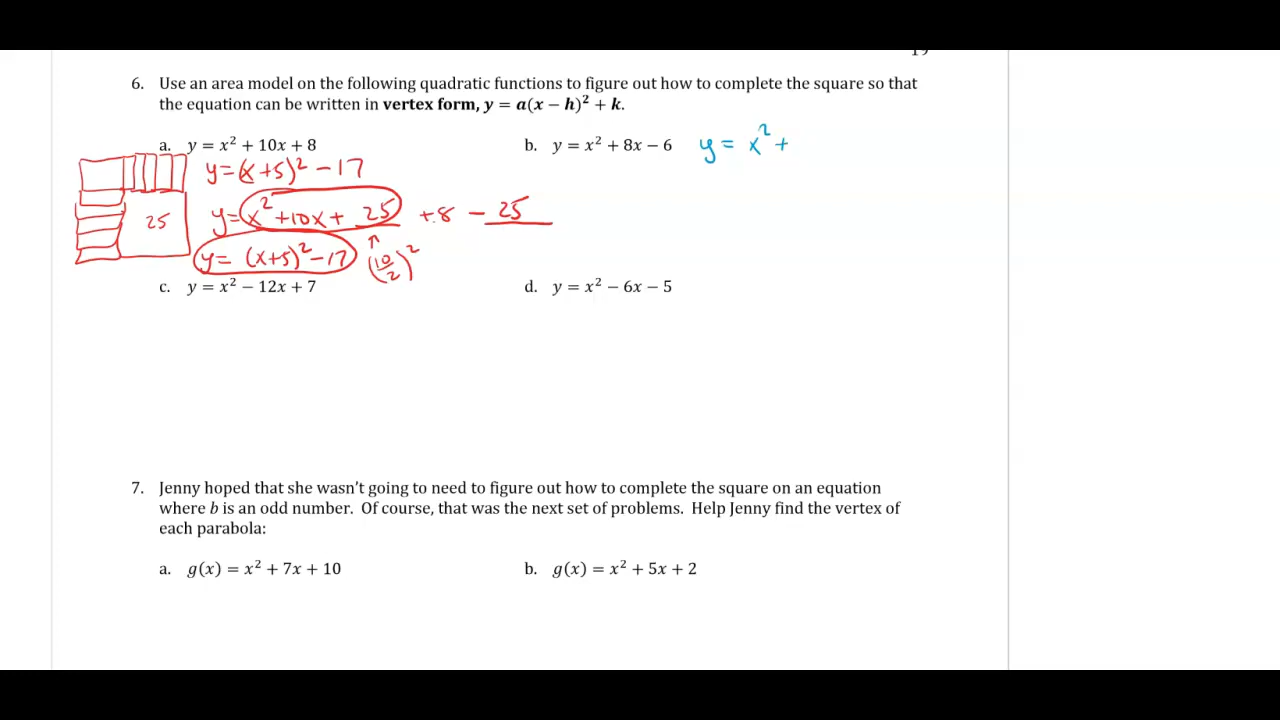 6. Use an area model on the following quadratic functions to figure out how to complete the square so that
the equation can be written in vertex form, y = a(x − h)² + k.
a. y = x² + 10x + 8
b. y = x² + 8x − 6
y = x² +
y = (x + 5)² − 17
25
y = x² + 10x + 25 + 8 − 25
y = (x+5)² − 17
(10/2)²
c. y = x² − 12x + 7
d. y = x² − 6x − 5
7. Jenny hoped that she wasn't going to need to figure out how to complete the square on an equation
where b is an odd number. Of course, that was the next set of problems. Help Jenny find the vertex of
each parabola:
a. g(x) = x² + 7x + 10
b. g(x) = x² + 5x + 2